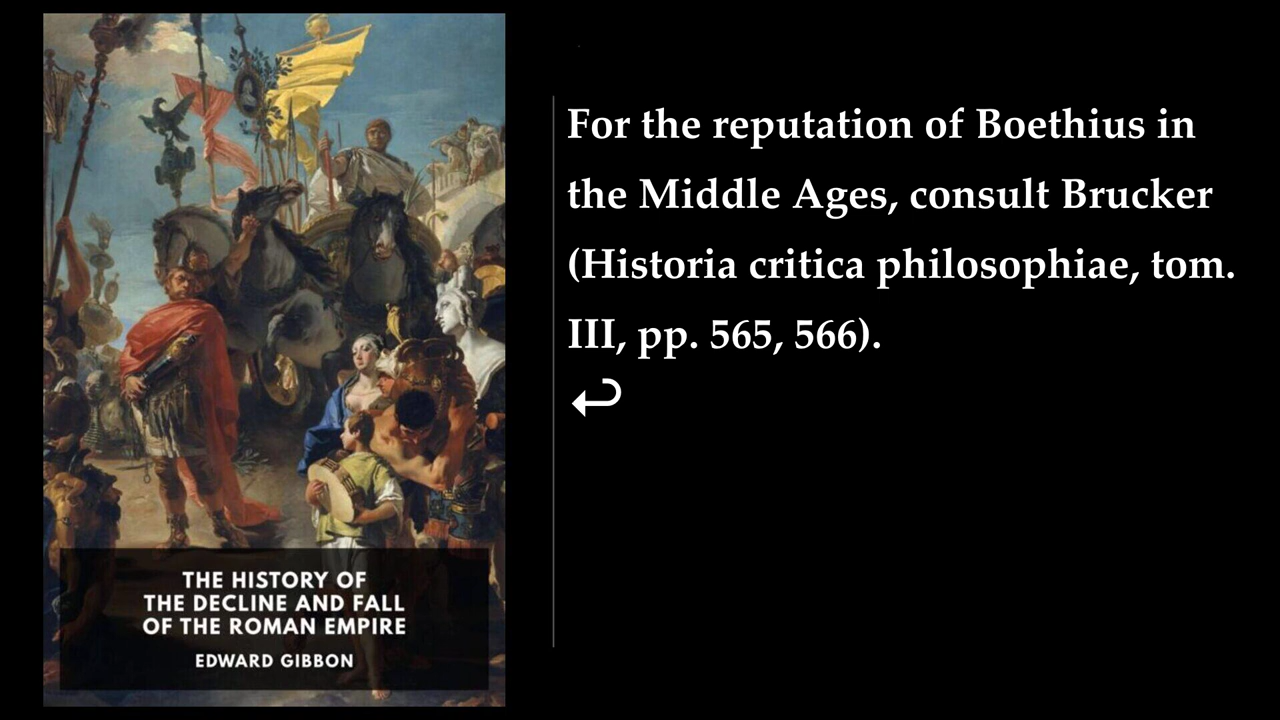 THE HISTORY OF
THE DECLINE AND FALL
OF THE ROMAN EMPIRE
EDWARD GIBBON
For the reputation of Boethius in
the Middle Ages, consult Brucker
(Historia critica philosophiae, tom.
III, pp. 565, 566).
↩